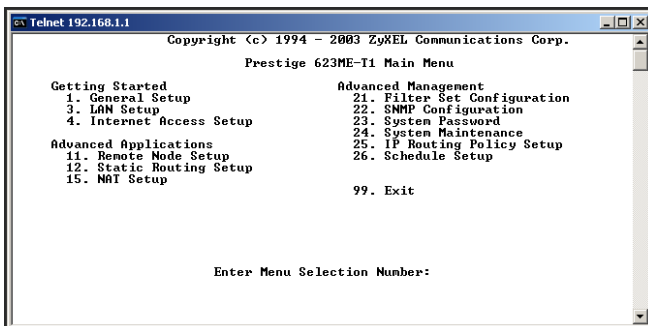 Telnet 192.168.1.1
Copyright (c) 1994 - 2003 ZyXEL Communications Corp.
Prestige 623ME-T1 Main Menu
Getting Started
1. General Setup
3. LAN Setup
4. Internet Access Setup
Advanced Applications
11. Remote Node Setup
12. Static Routing Setup
15. NAT Setup
Advanced Management
21. Filter Set Configuration
22. SNMP Configuration
23. System Password
24. System Maintenance
25. IP Routing Policy Setup
26. Schedule Setup
99. Exit
Enter Menu Selection Number: